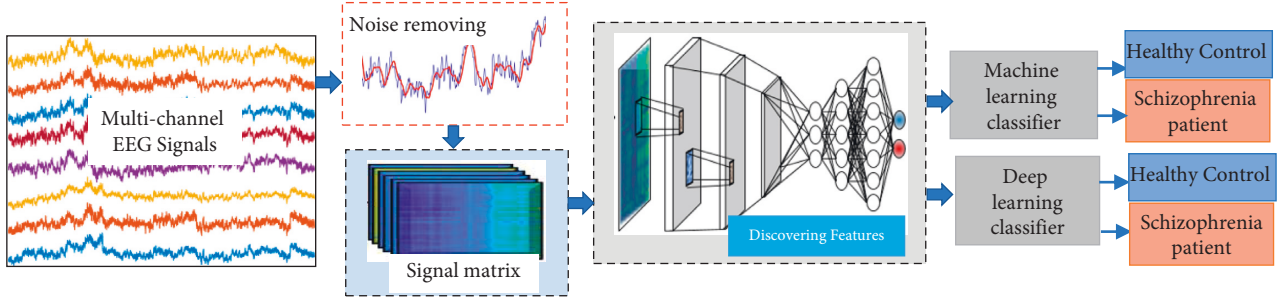 Multi-channel
EEG Signals
Noise removing
Signal matrix
Discovering Features
Machine
learning
classifier
Healthy Control
Schizophrenia
patient
Deep
learning
classifier
Healthy Control
Schizophrenia
patient